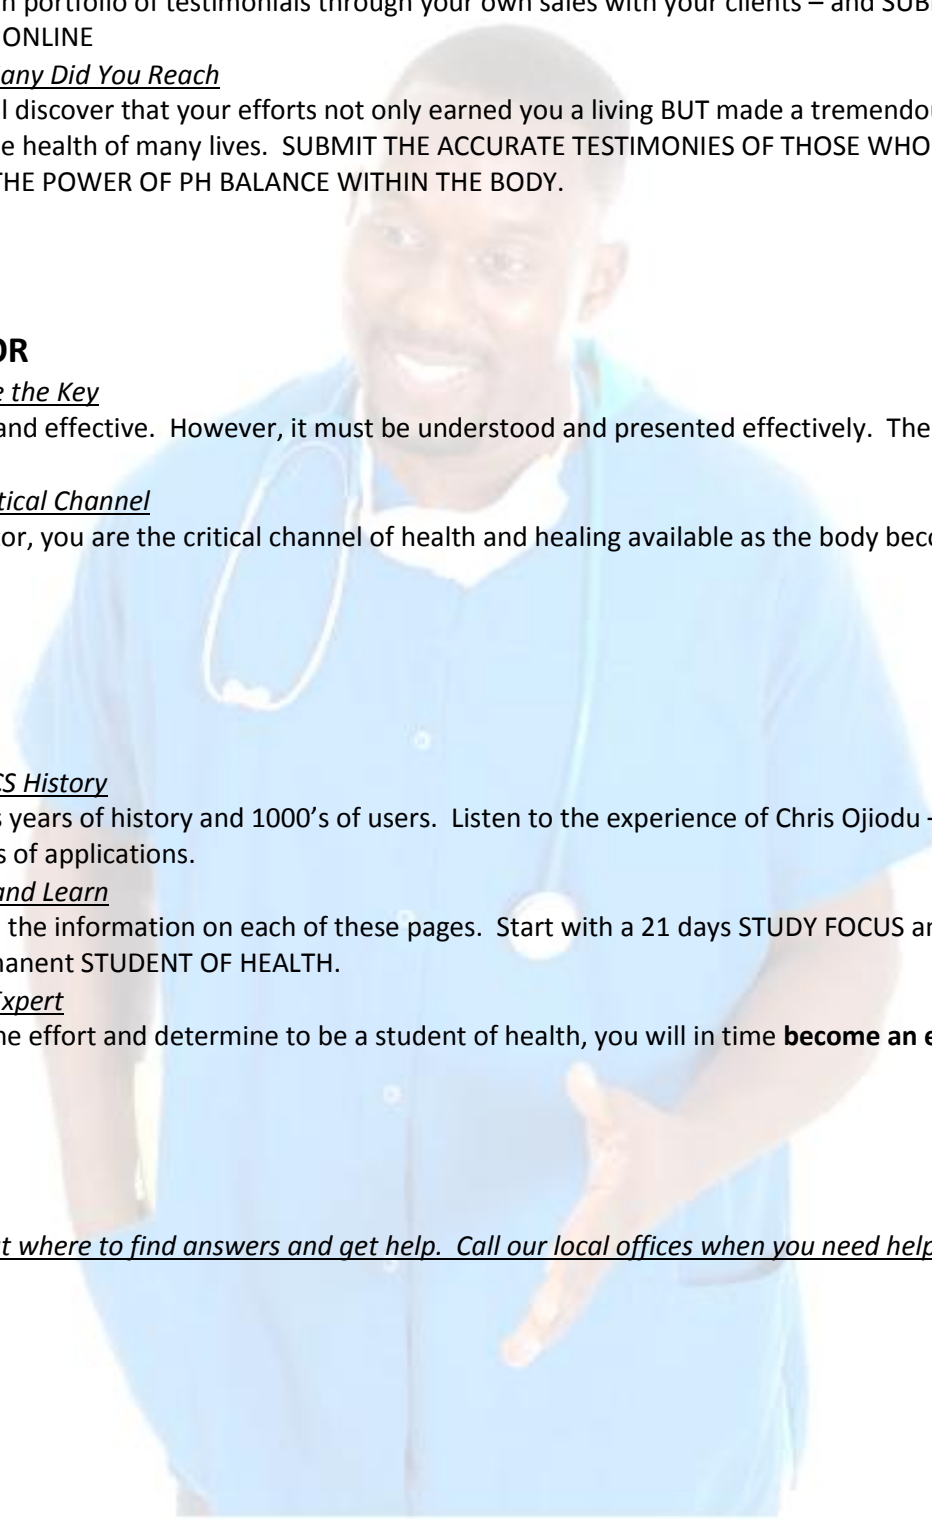 n portfolio of testimonials through your own sales with your clients – and SUB
ONLINE
any Did You Reach
l discover that your efforts not only earned you a living BUT made a tremendou
e health of many lives.  SUBMIT THE ACCURATE TESTIMONIES OF THOSE WHO
THE POWER OF PH BALANCE WITHIN THE BODY.
OR
e the Key
and effective.  However, it must be understood and presented effectively.  The
tical Channel
tor, you are the critical channel of health and healing available as the body beco
CS History
s years of history and 1000's of users.  Listen to the experience of Chris Ojiodu -
s of applications.
and Learn
the information on each of these pages.  Start with a 21 days STUDY FOCUS an
manent STUDENT OF HEALTH.
Expert
he effort and determine to be a student of health, you will in time become an e
t where to find answers and get help.  Call our local offices when you need help